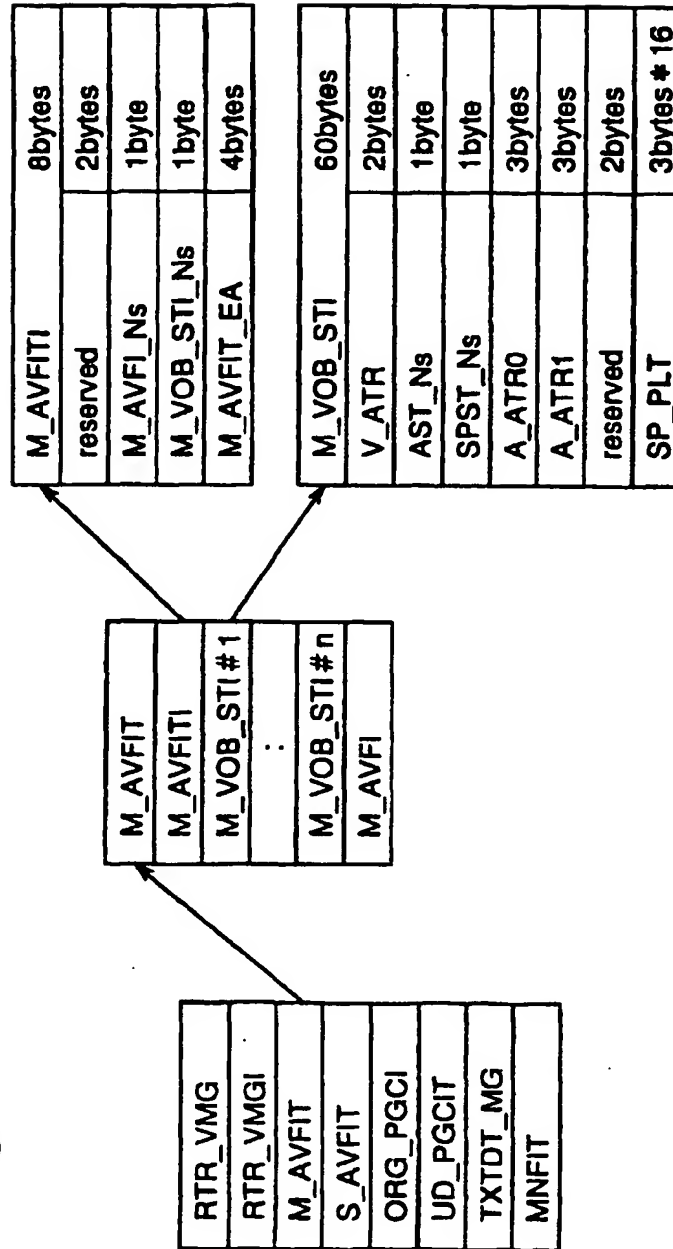 RTR_VMG
RTR_VMGI
M_AVFIT
S_AVFIT
ORG_PGCI
UD_PGCIT
TXTDT_MG
MNFIT
M_AVFIT
M_AVFITI
M_VOB_STI#1
:
M_VOB_STI#n
M_AVFI
M_AVFITI 8bytes
reserved 2bytes
M_AVFI_Ns 1byte
M_VOB_STI_Ns 1byte
M_AVFIT_EA 4bytes
M_VOB_STI 60bytes
V_ATR 2bytes
AST_Ns 1byte
SPST_Ns 1byte
A_ATR0 3bytes
A_ATR1 3bytes
reserved 2bytes
SP_PLT 3bytes*16